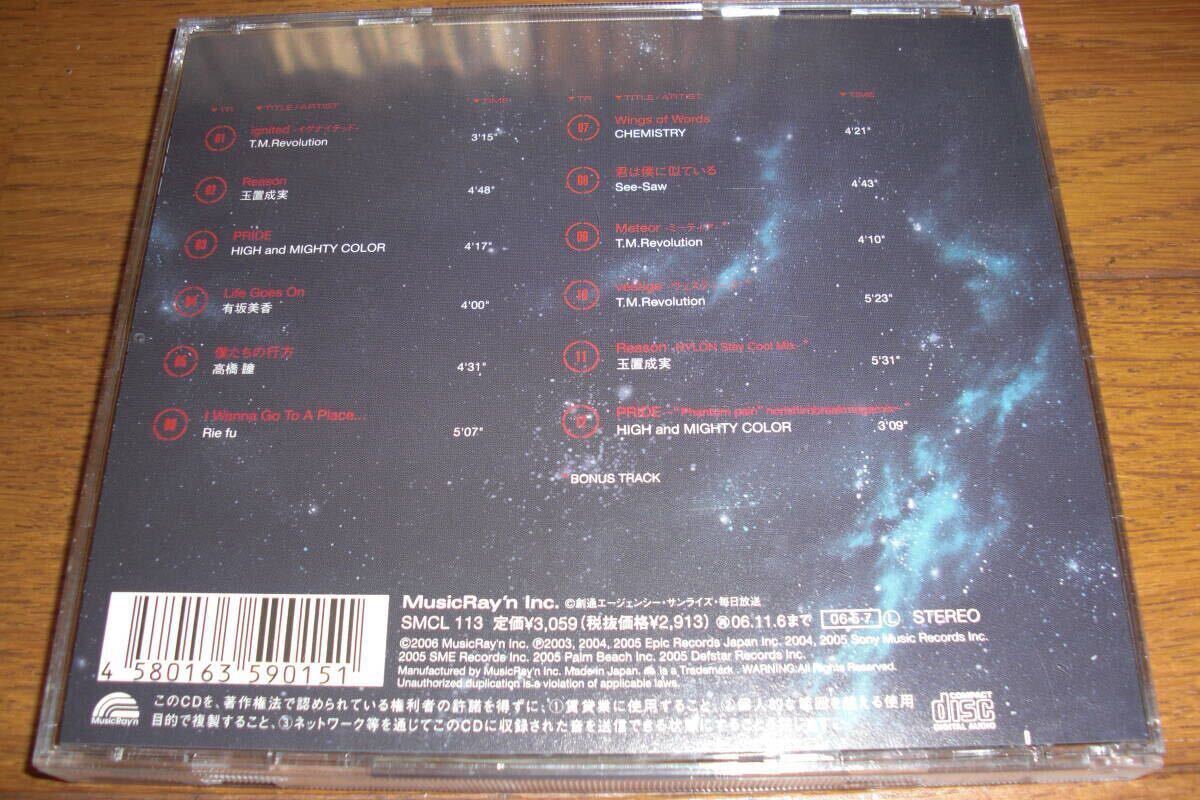 ▼TR ▼TITLE/ARTIST ▼TIME
01 ignited -イグナイテッド-
T.M.Revolution 3'15"
02 Reason
玉置成実 4'48"
03 PRIDE
HIGH and MIGHTY COLOR 4'17"
04 Life Goes On
有坂美香 4'00"
05 僕たちの行方
高橋瞳 4'31"
06 I Wanna Go To A Place...
Rie fu 5'07"
▼TR ▼TITLE/ARTIST ▼TIME
07 Wings of Words
CHEMISTRY 4'21"
08 君は僕に似ている
See-Saw 4'43"
09 Meteor -ミーティア- *
T.M.Revolution 4'10"
10 vestige -ヴェスティージ- *
T.M.Revolution 5'23"
11 Reason -NYLON Stay Cool Mix- *
玉置成実 5'31"
12 PRIDE -"Phantom pain"
HIGH and MIGHTY COLOR 3'09"
*BONUS TRACK
MusicRay'n Inc. ©創通エージェンシー・サンライズ・毎日放送
SMCL 113 定価¥3,059(税抜価格¥2,913) 06.11.6まで 06・5・7 Ⓛ STEREO
©2006 MusicRay'n Inc. ℗2003, 2004, 2005 Epic Records Japan Inc. 2004, 2005 Sony Music Records Inc.
2005 SME Records Inc. 2005 Palm Beach Inc. 2005 Defstar Records Inc.
Manufactured by MusicRay'n Inc. Made in Japan. is a Trademark. WARNING:All Rights Reserved.
Unauthorized duplication is a violation of applicable laws.
4 580163 590151
MusicRay'n
このCDを、著作権法で認められている権利者の許諾を得ずに、①賃貸業に使用すること、②個人的な範囲を超える使用
目的で複製すること、③ネットワーク等を通じてこのCDに収録された音を送信できる状態にすることを禁じます。
COMPACT
disc
DIGITAL AUDIO